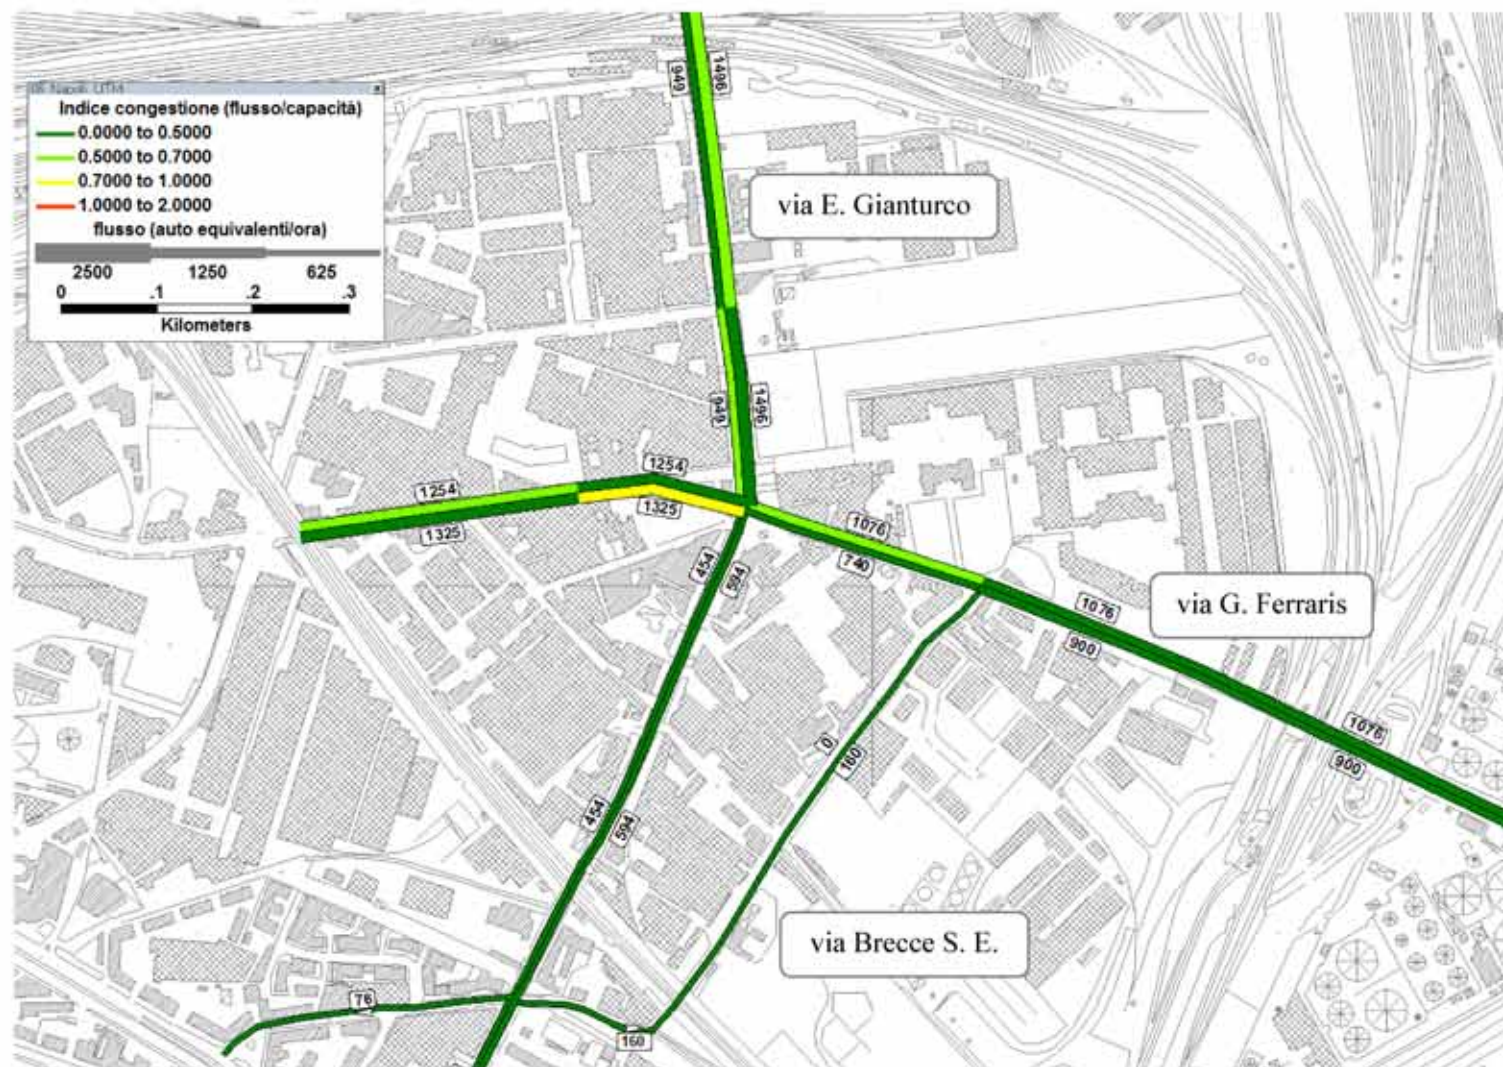 05 Napoli UTM
Indice congestione (flusso/capacità)
0.0000 to 0.5000
0.5000 to 0.7000
0.7000 to 1.0000
1.0000 to 2.0000
flusso (auto equivalenti/ora)
2500 1250 625
0 .1 .2 .3
Kilometers
949 1496
via E. Gianturco
949 1496
1254
1254
1325
1325
1076
740
454 594
1076
900
via G. Ferraris
1076
900
0 160
454 594
via Brecce S. E.
76
160